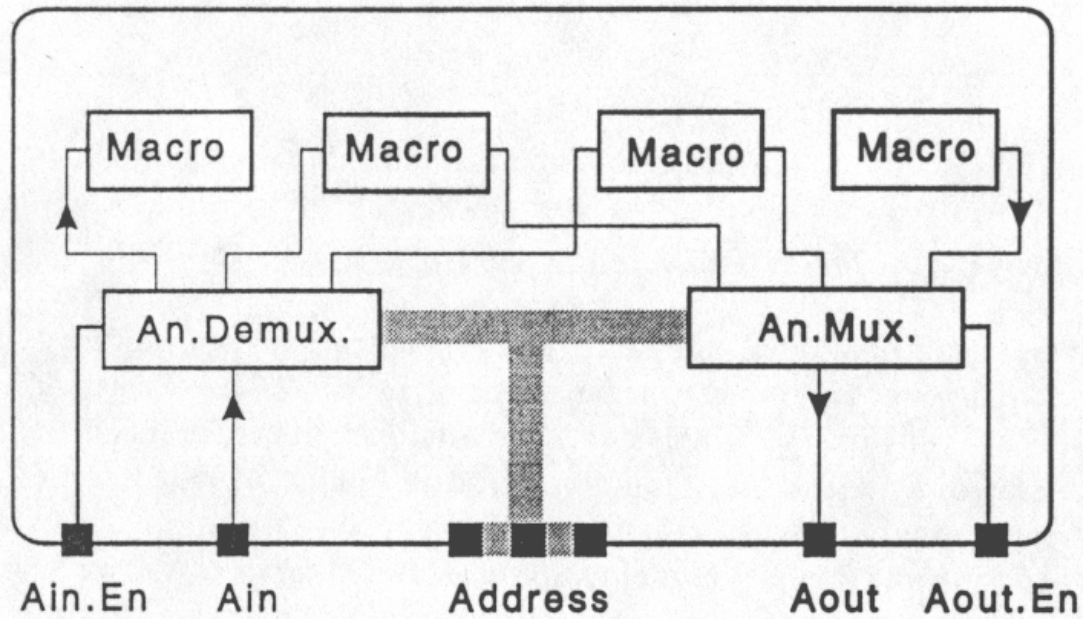 Macro Macro Macro Macro
An.Demux. An.Mux.
Ain.En Ain Address Aout Aout.En